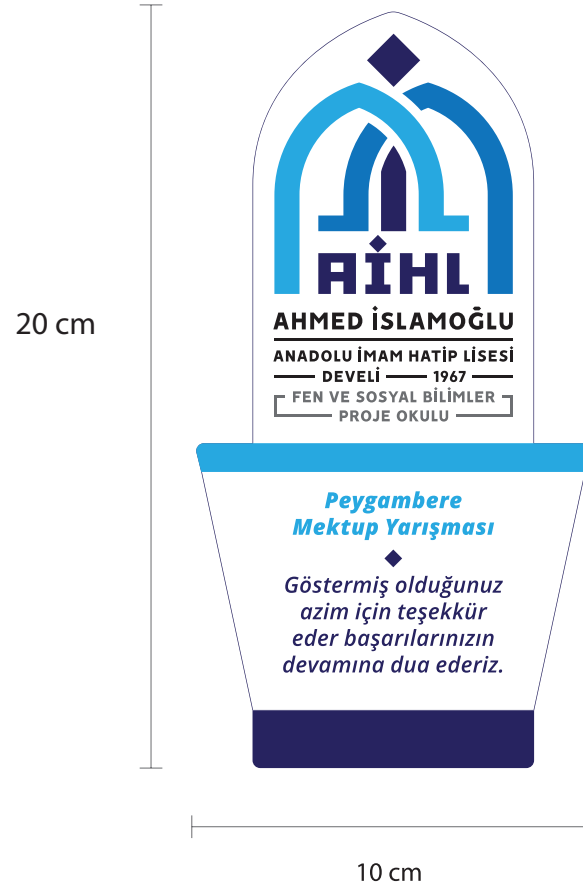 20 cm
AİHL
AHMED İSLAMOĞLU
ANADOLU İMAM HATİP LİSESİ
DEVELİ 1967
FEN VE SOSYAL BİLİMLER
PROJE OKULU
Peygambere
Mektup Yarışması
Göstermiş olduğunuz
azim için teşekkür
eder başarılarınızın
devamına dua ederiz.
10 cm